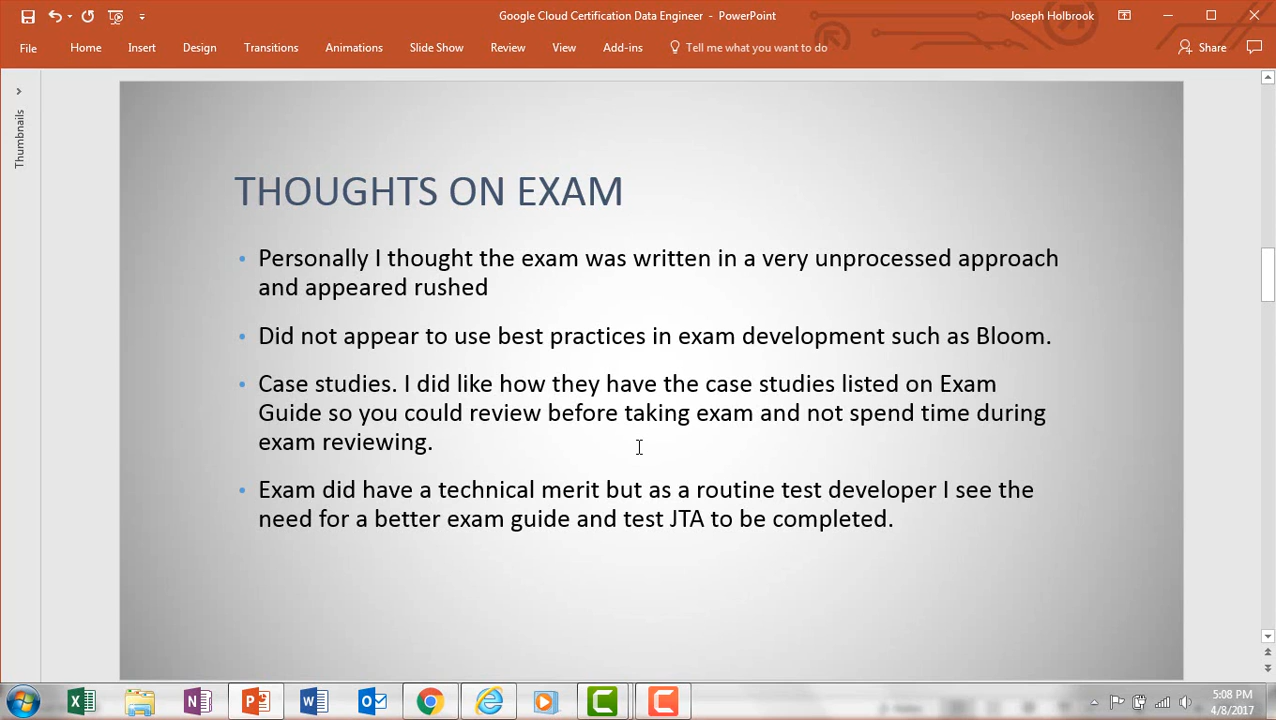 Google Cloud Certification Data Engineer - PowerPoint
Joseph Holbrook
File Home Insert Design Transitions Animations Slide Show Review View Add-ins Tell me what you want to do Share
Thumbnails
THOUGHTS ON EXAM
• Personally I thought the exam was written in a very unprocessed approach
and appeared rushed
• Did not appear to use best practices in exam development such as Bloom.
• Case studies. I did like how they have the case studies listed on Exam
Guide so you could review before taking exam and not spend time during
exam reviewing.
• Exam did have a technical merit but as a routine test developer I see the
need for a better exam guide and test JTA to be completed.
5:08 PM
4/8/2017